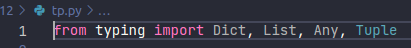 12 > tp.py > ...
1 from typing import Dict, List, Any, Tuple